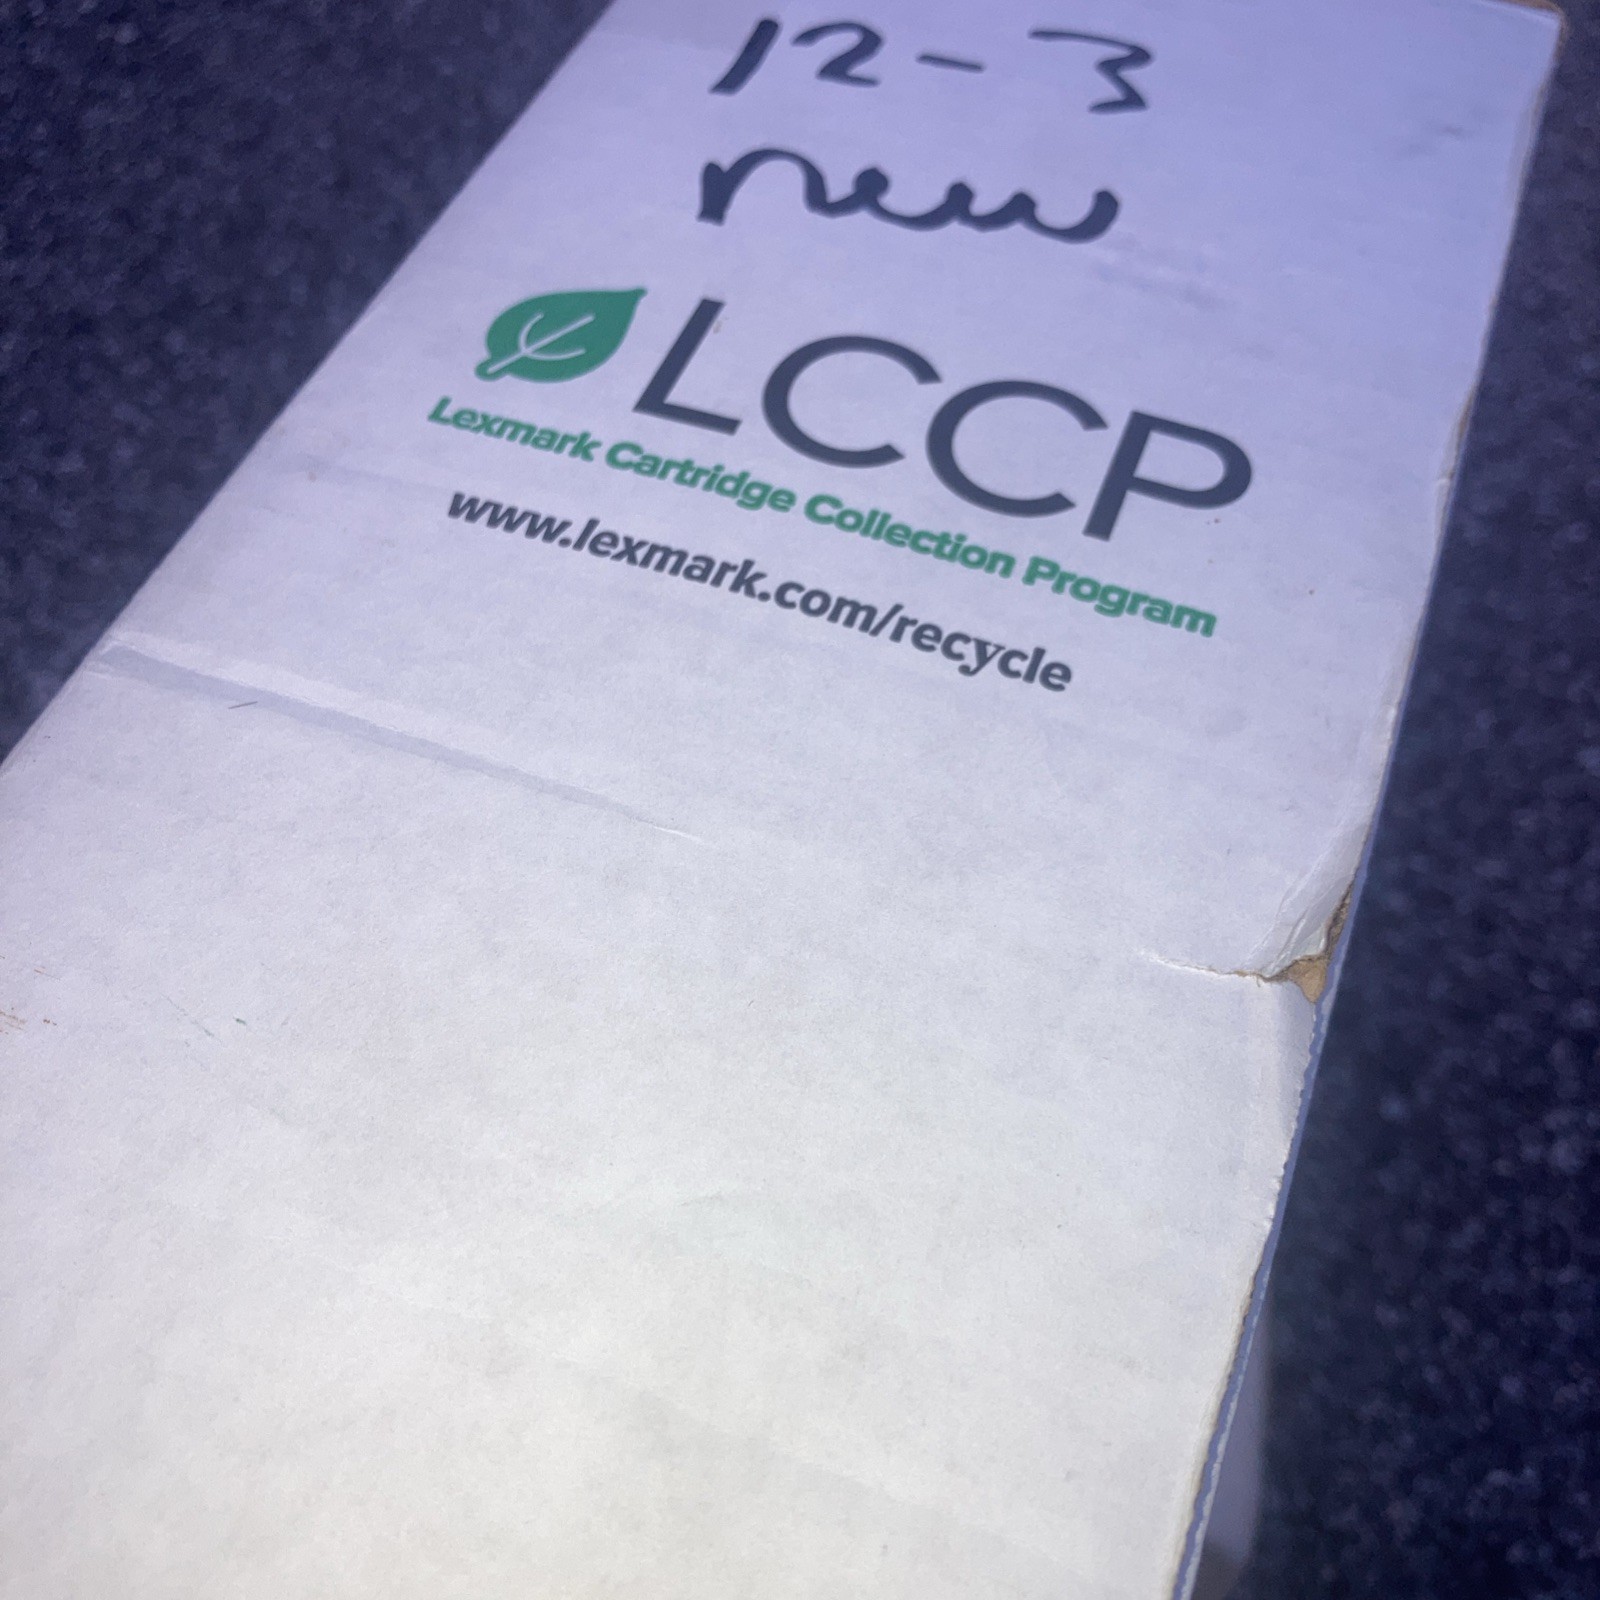 12-3
new
LCCP
Lexmark Cartridge Collection Program
www.lexmark.com/recycle